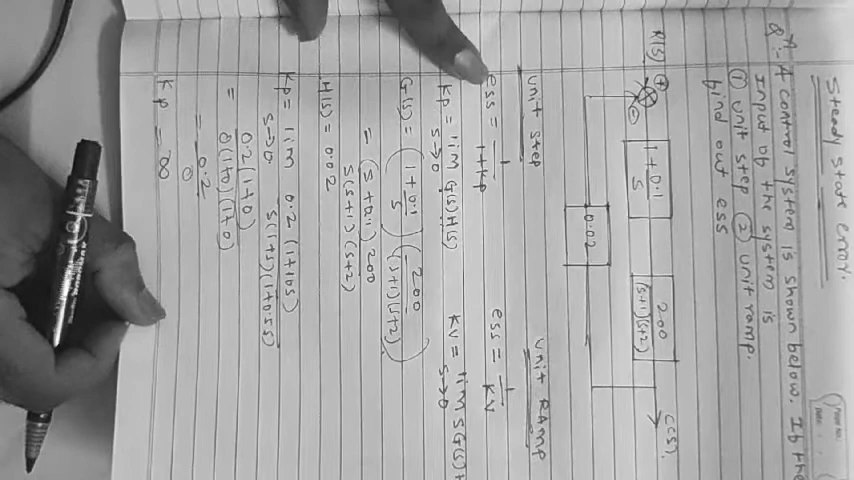 Steady state error.
Q:- A control system is shown below. If the
input of the system is
① unit step ② unit ramp.
find out ess
R(s) + 1 + 0.1/s 200/(s+1)(s+2) C(s).
-
0.02
unit step
unit RAMP
ess = 1/1+Kp
ess = 1/Kv
Kp = lim s→0 G(s)H(s)
Kv = lim s→0 SG(s)
G(s) = (1 + 0.1/s) (200/(s+1)(s+2))
= (s+0.1) 200/s(s+1)(s+2)
H(s) = 0.02
Kp = lim s→0 0.2 (1+10s)/s(1+s)(1+0.5s)
= 0.2(1+0)/0(1+0)(1+0)
= 0.2/0
Kp = ∞